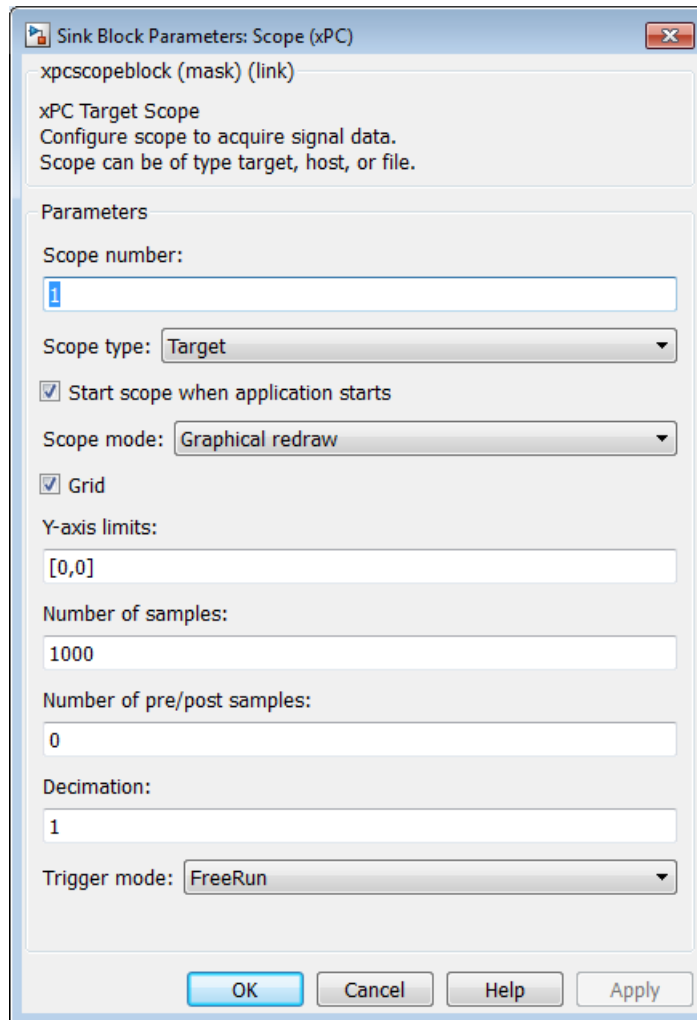 Sink Block Parameters: Scope (xPC)
xpcscopeblock (mask) (link)
xPC Target Scope
Configure scope to acquire signal data.
Scope can be of type target, host, or file.
Parameters
Scope number:
1
Scope type: Target
Start scope when application starts
Scope mode: Graphical redraw
Grid
Y-axis limits:
[0,0]
Number of samples:
1000
Number of pre/post samples:
0
Decimation:
1
Trigger mode: FreeRun
OK Cancel Help Apply